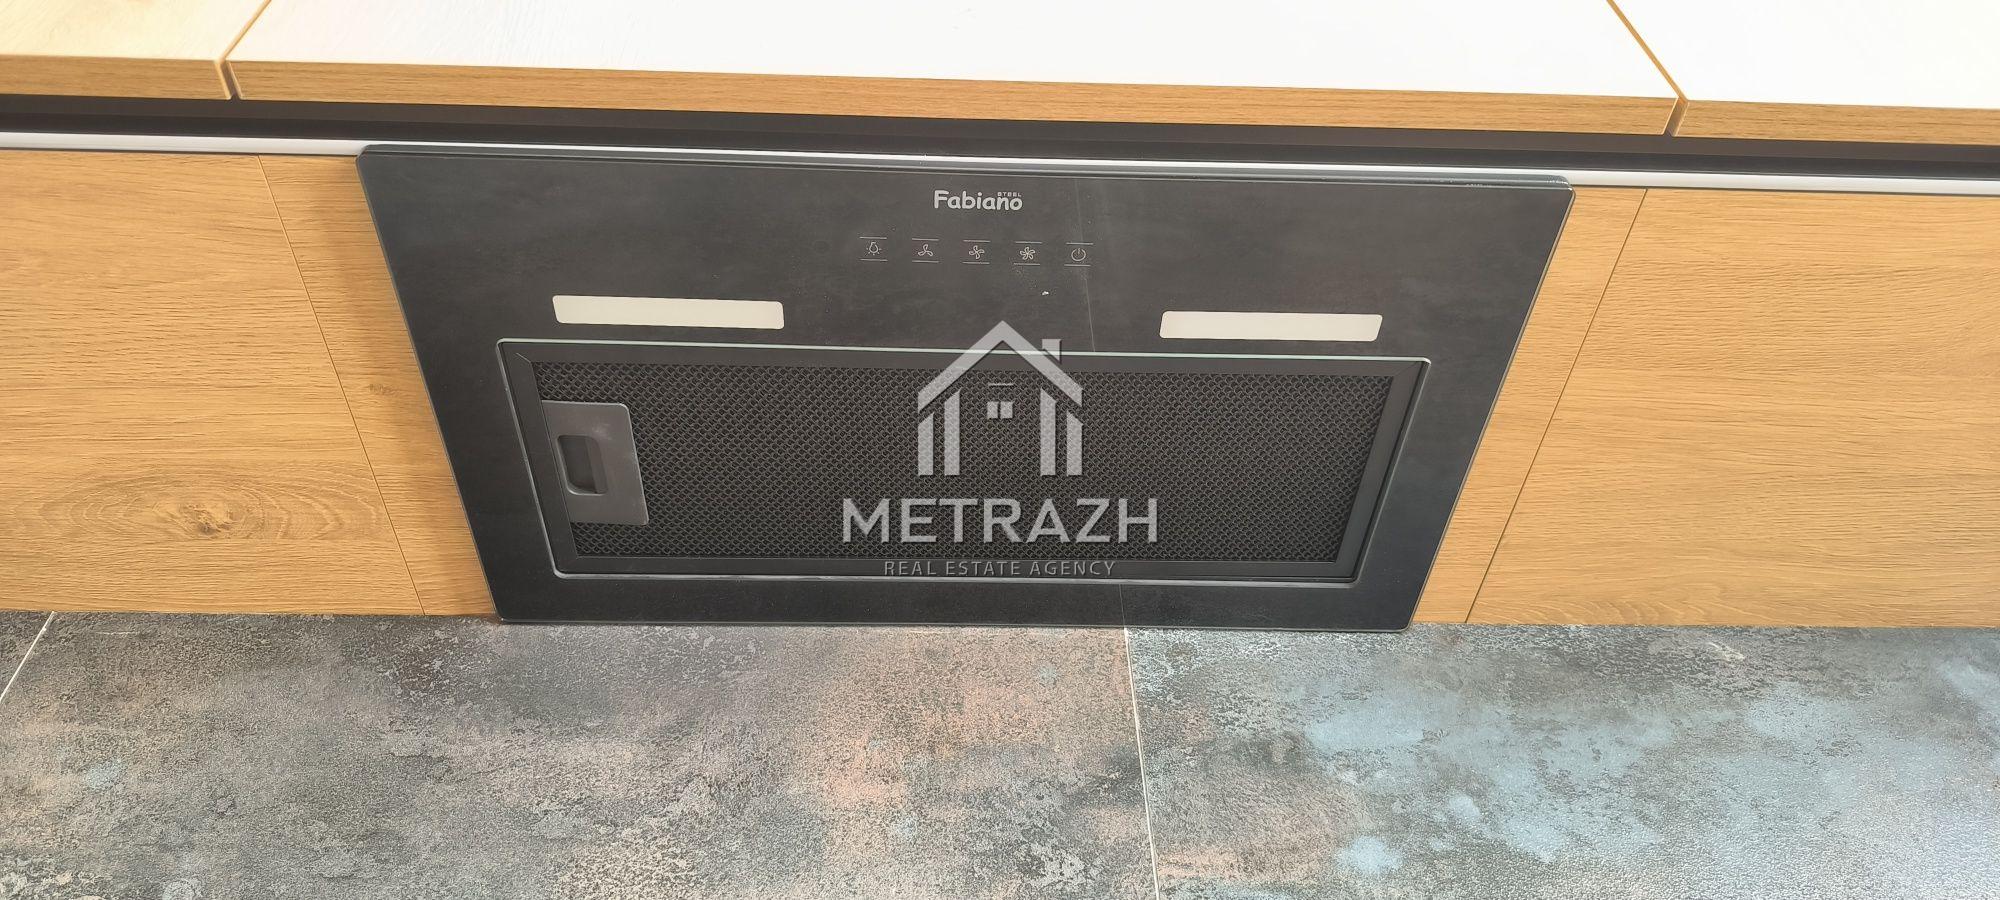 Fabiano
STEEL
METRAZH
REAL ESTATE AGENCY